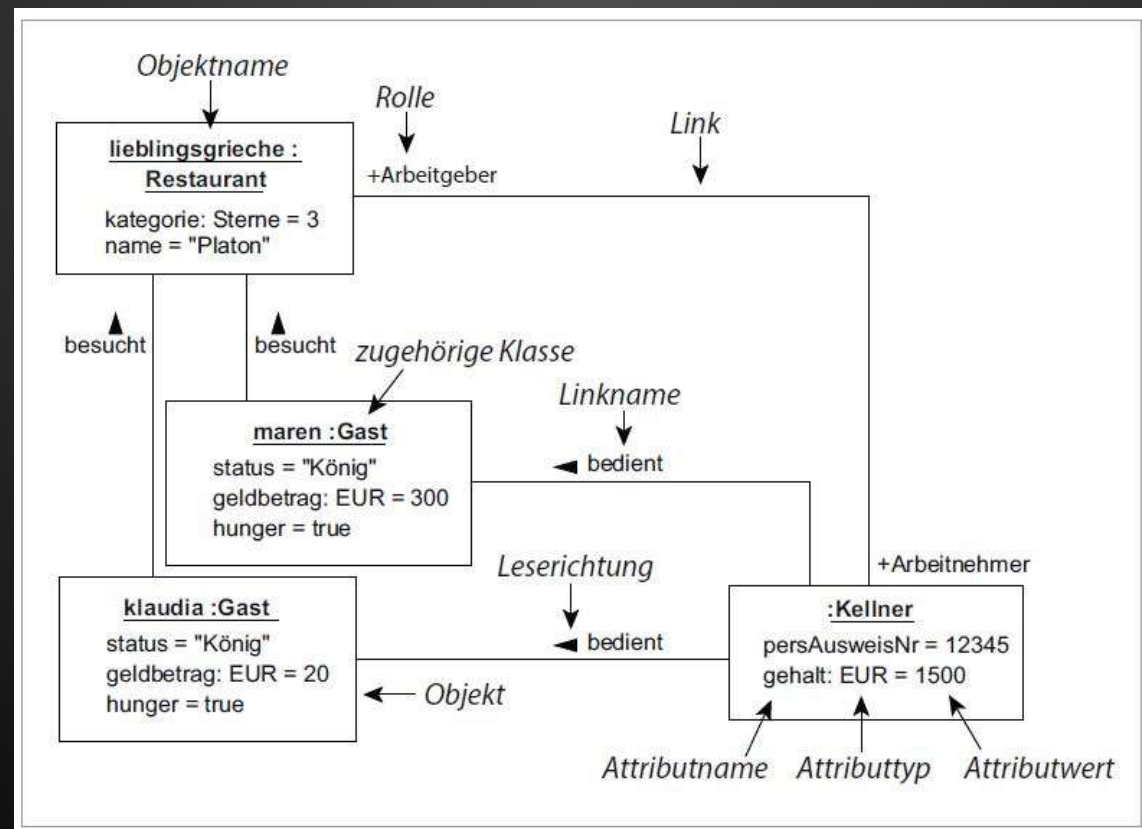 Objektname
Rolle
Link
lieblingsgrieche :
Restaurant
+Arbeitgeber
kategorie: Sterne = 3
name = "Platon"
besucht
besucht
zugehörige Klasse
Linkname
maren :Gast
bedient
status = "König"
geldbetrag: EUR = 300
hunger = true
Leserichtung
+Arbeitnehmer
klaudia :Gast
:Kellner
bedient
status = "König"
geldbetrag: EUR = 20
hunger = true
persAusweisNr = 12345
gehalt: EUR = 1500
Objekt
Attributname
Attributtyp
Attributwert